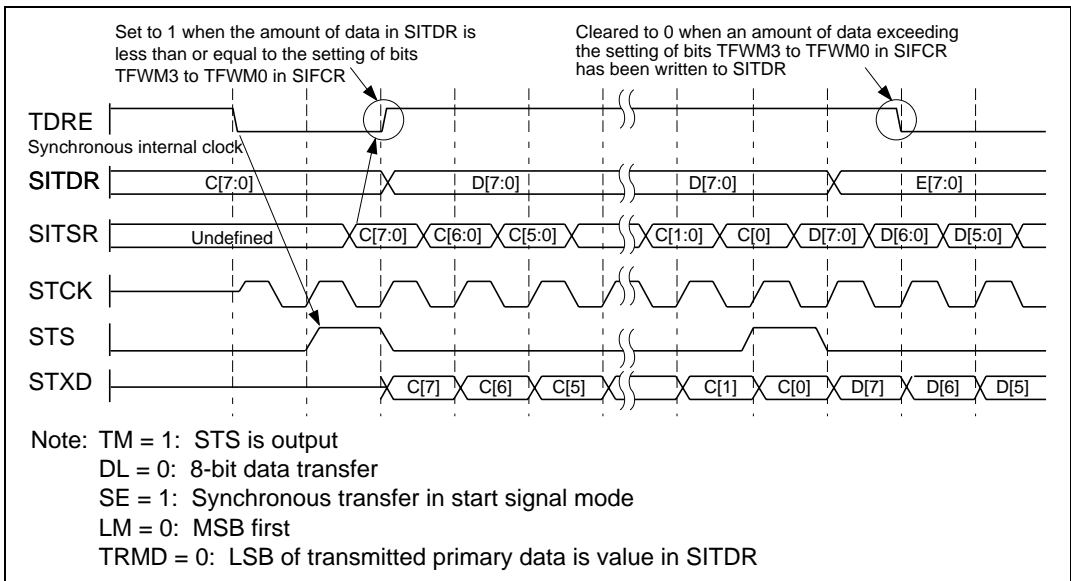 Set to 1 when the amount of data in SITDR is
less than or equal to the setting of bits
TFWM3 to TFWM0 in SIFCR
Cleared to 0 when an amount of data exceeding
the setting of bits TFWM3 to TFWM0 in SIFCR
has been written to SITDR
TDRE
Synchronous internal clock
SITDR C[7:0] D[7:0] D[7:0] E[7:0]
SITSR Undefined C[7:0] C[6:0] C[5:0] C[1:0] C[0] D[7:0] D[6:0] D[5:0]
STCK
STS
STXD C[7] C[6] C[5] C[1] C[0] D[7] D[6] D[5]
Note: TM = 1: STS is output
DL = 0: 8-bit data transfer
SE = 1: Synchronous transfer in start signal mode
LM = 0: MSB first
TRMD = 0: LSB of transmitted primary data is value in SITDR